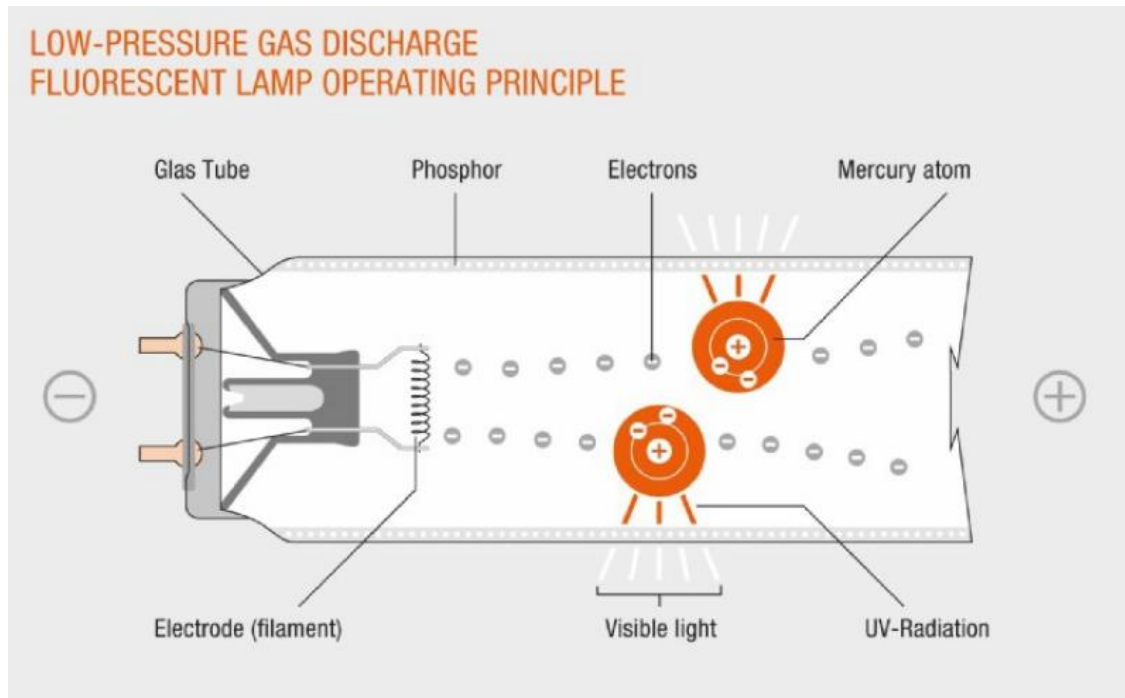 LOW-PRESSURE GAS DISCHARGE
FLUORESCENT LAMP OPERATING PRINCIPLE
Glas Tube
Phosphor
Electrons
Mercury atom
Electrode (filament)
Visible light
UV-Radiation